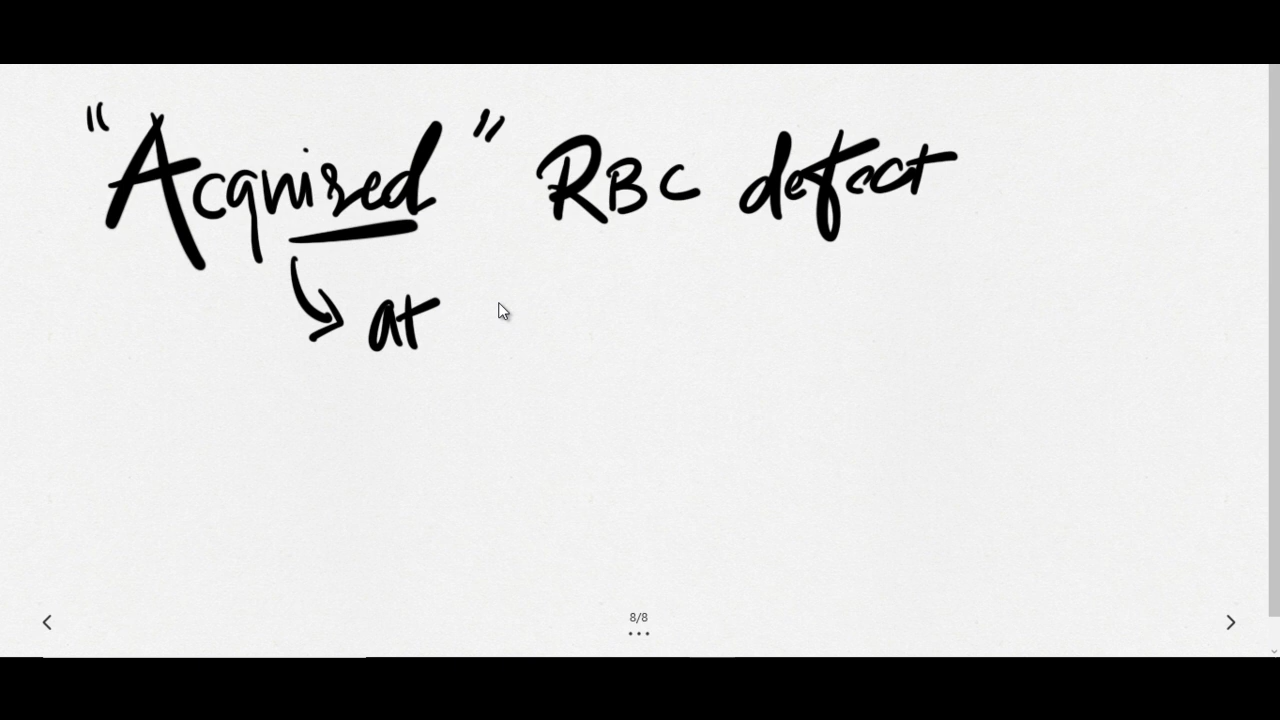 "Acquired" RBC defect
→ at
8/8